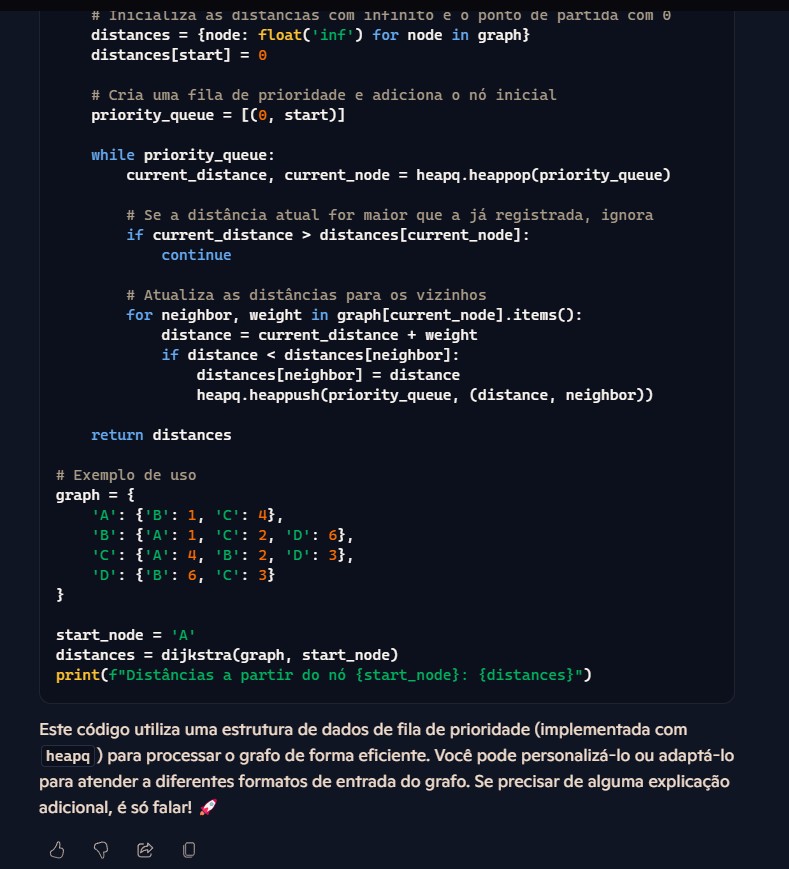 # Inicializa as distâncias com infinito e o ponto de partida com 0
distances = {node: float('inf') for node in graph}
distances[start] = 0
# Cria uma fila de prioridade e adiciona o nó inicial
priority_queue = [(0, start)]
while priority_queue:
current_distance, current_node = heapq.heappop(priority_queue)
# Se a distância atual for maior que a já registrada, ignora
if current_distance > distances[current_node]:
continue
# Atualiza as distâncias para os vizinhos
for neighbor, weight in graph[current_node].items():
distance = current_distance + weight
if distance < distances[neighbor]:
distances[neighbor] = distance
heapq.heappush(priority_queue, (distance, neighbor))
return distances
# Exemplo de uso
graph = {
'A': {'B': 1, 'C': 4},
'B': {'A': 1, 'C': 2, 'D': 6},
'C': {'A': 4, 'B': 2, 'D': 3},
'D': {'B': 6, 'C': 3}
}
start_node = 'A'
distances = dijkstra(graph, start_node)
print(f"Distâncias a partir do nó {start_node}: {distances}")
Este código utiliza uma estrutura de dados de fila de prioridade (implementada com
heapq) para processar o grafo de forma eficiente. Você pode personalizá-lo ou adaptá-lo
para atender a diferentes formatos de entrada do grafo. Se precisar de alguma explicação
adicional, é só falar! 🚀